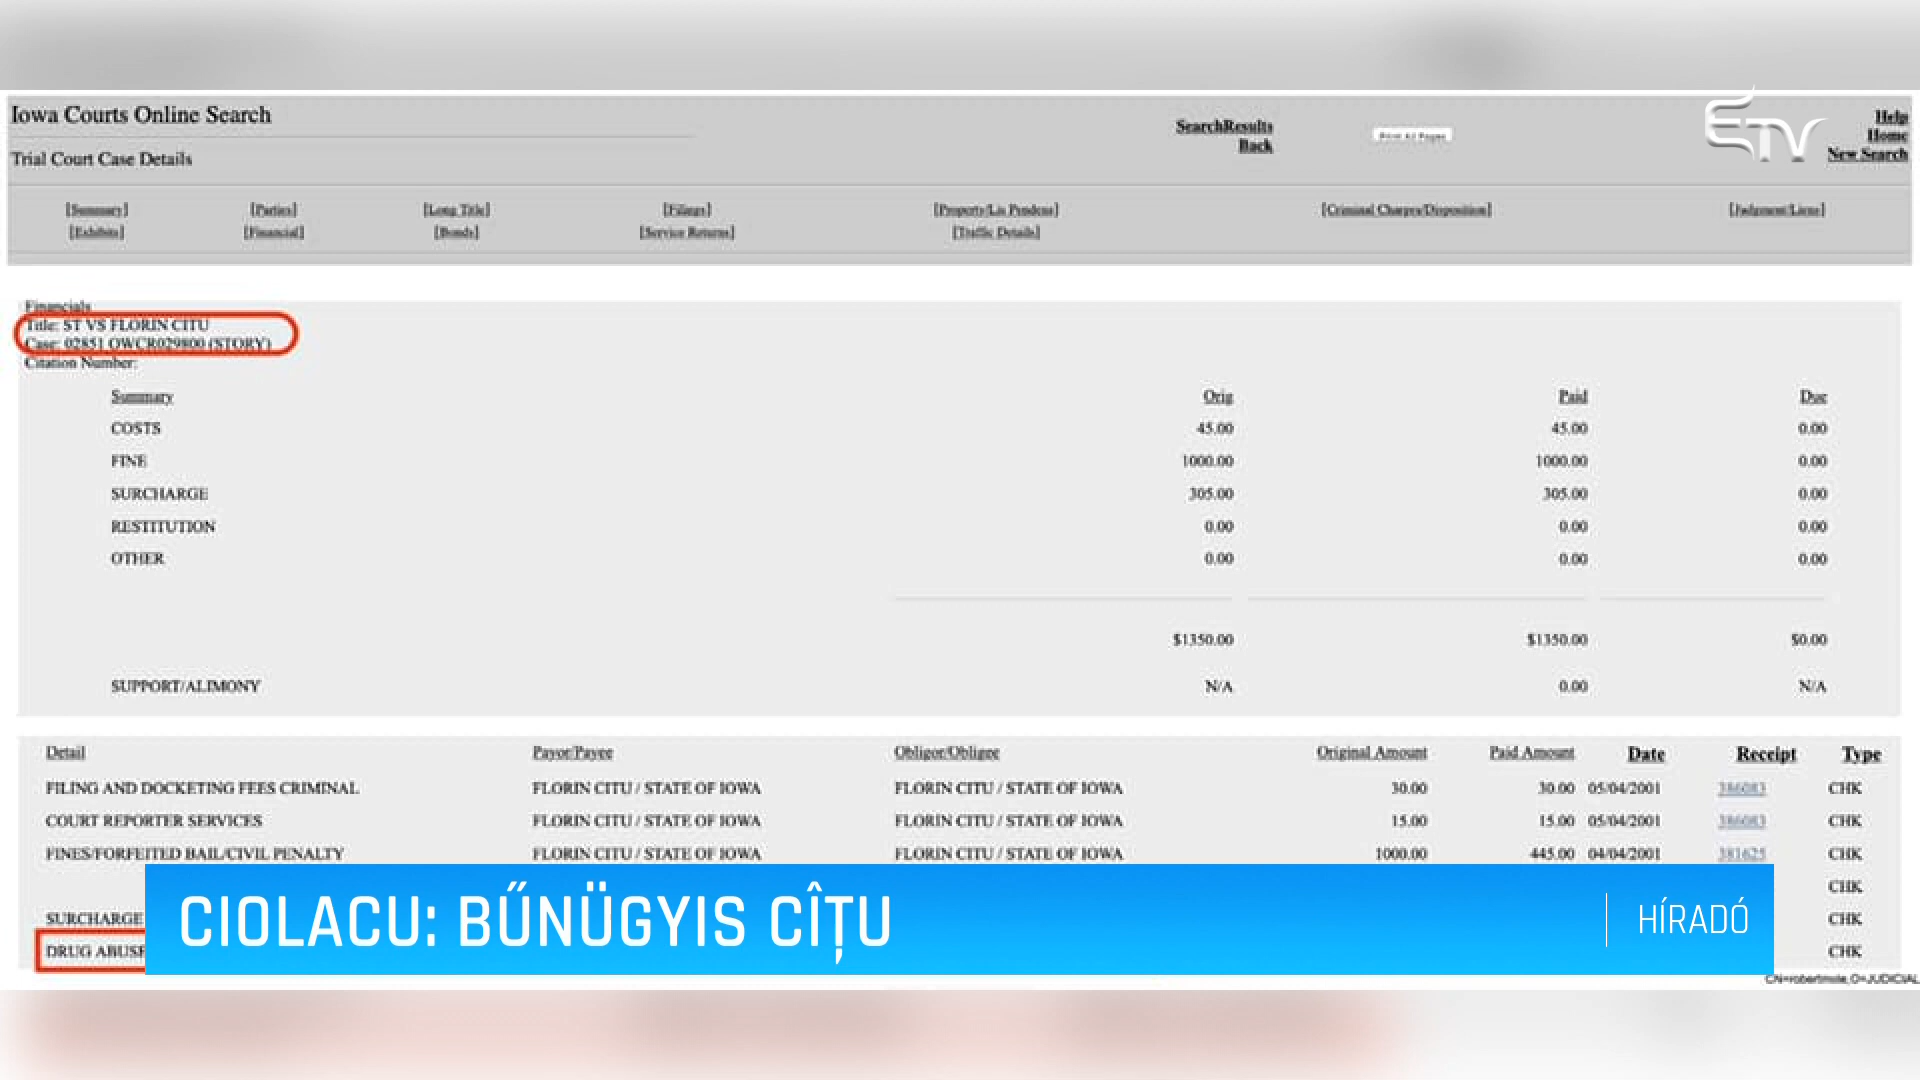 Iowa Courts Online Search
Trial Court Case Details
SearchResults
Back
Print All Pages
ETV
Help
Home
New Search
[Summary] [Parties] [Long Title] [Filings] [Property/Lis Pendens] [Criminal Charges/Disposition] [Judgment/Liens]
[Exhibits] [Financial] [Bonds] [Service Returns] [Traffic Details]
Financials
Title: ST VS FLORIN CITU
Case: 02851 OWCR029800 (STORY)
Citation Number:
Summary Orig Paid Due
COSTS 45.00 45.00 0.00
FINE 1000.00 1000.00 0.00
SURCHARGE 305.00 305.00 0.00
RESTITUTION 0.00 0.00 0.00
OTHER 0.00 0.00 0.00
$1350.00 $1350.00 $0.00
SUPPORT/ALIMONY N/A 0.00 N/A
Detail Payor/Payee Obligor/Obligee Original Amount Paid Amount Date Receipt Type
FILING AND DOCKETING FEES CRIMINAL FLORIN CITU / STATE OF IOWA FLORIN CITU / STATE OF IOWA 30.00 30.00 05/04/2001 386083 CHK
COURT REPORTER SERVICES FLORIN CITU / STATE OF IOWA FLORIN CITU / STATE OF IOWA 15.00 15.00 05/04/2001 386083 CHK
FINES/FORFEITED BAIL/CIVIL PENALTY FLORIN CITU / STATE OF IOWA FLORIN CITU / STATE OF IOWA 1000.00 445.00 04/04/2001 381625 CHK
CHK
SURCHARGE CHK
DRUG ABUSE CHK
CIOLACU: BŰNÜGYIS CÎȚU
HÍRADÓ